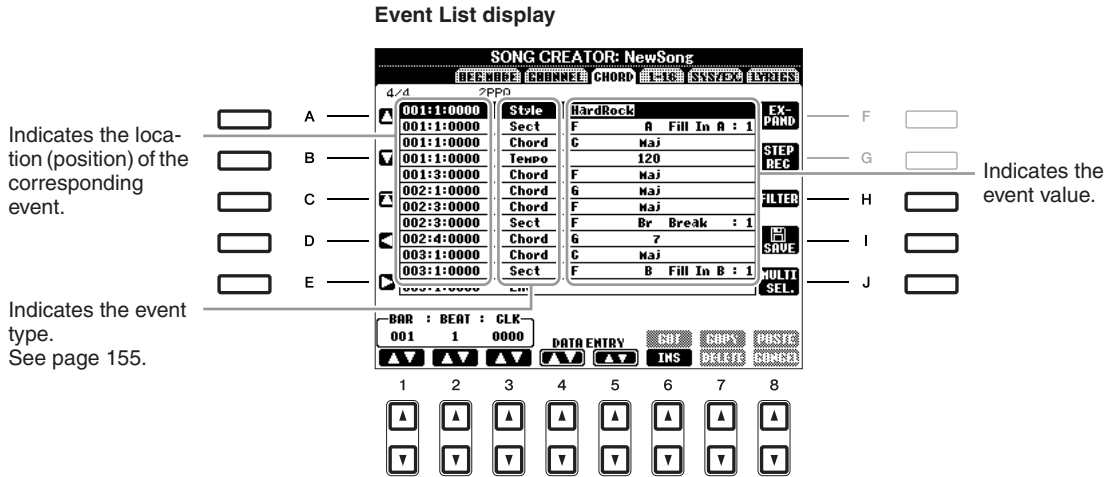 Event List display
SONG CREATOR: NewSong
REC MODE CHANNEL CHORD 1-16 SYS/EX. LYRICS
4/4 2PPQ
001:1:0000 Style HardRock
001:1:0000 Sect F A Fill In A : 1
001:1:0000 Chord C Maj
001:1:0000 Tempo 120
001:3:0000 Chord F Maj
002:1:0000 Chord G Maj
002:3:0000 Chord F Maj
002:3:0000 Sect F Br Break : 1
002:4:0000 Chord G 7
003:1:0000 Chord C Maj
003:1:0000 Sect F B Fill In B : 1
A
B
C
D
E
EX-
PAND
STEP
REC
FILTER
SAVE
MULTI
SEL.
F
G
H
I
J
Indicates the loca-
tion (position) of the
corresponding
event.
Indicates the
event value.
Indicates the event
type.
See page 155.
BAR : BEAT : CLK
001 1 0000
DATA ENTRY
CUT COPY PASTE
INS DELETE CANCEL
1 2 3 4 5 6 7 8